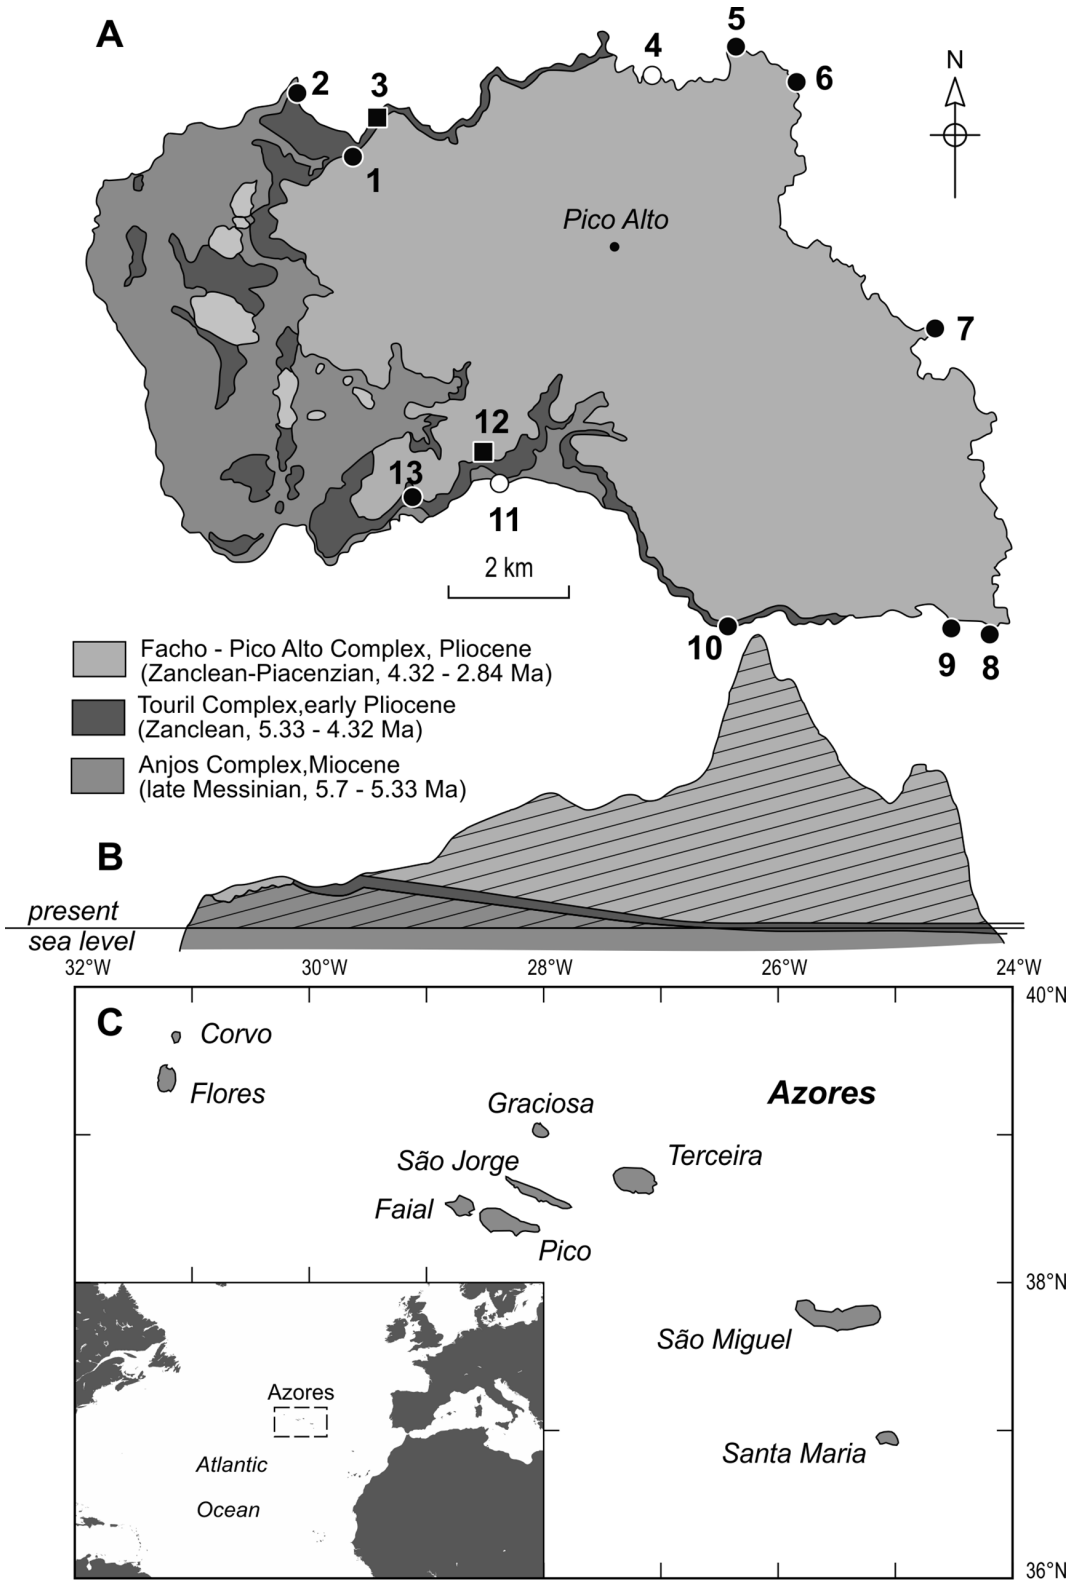 A
5
4
N
6
2
3
1
Pico Alto
7
12
13
11
2 km
10
9
8
Facho - Pico Alto Complex, Pliocene
(Zanclean-Piacenzian, 4.32 - 2.84 Ma)
Touril Complex,early Pliocene
(Zanclean, 5.33 - 4.32 Ma)
Anjos Complex,Miocene
(late Messinian, 5.7 - 5.33 Ma)
B
present
sea level
32°W 30°W 28°W 26°W 24°W
40°N
C
Corvo
Flores
Azores
Graciosa
São Jorge
Terceira
Faial
Pico
38°N
São Miguel
Azores
Santa Maria
Atlantic
Ocean
36°N